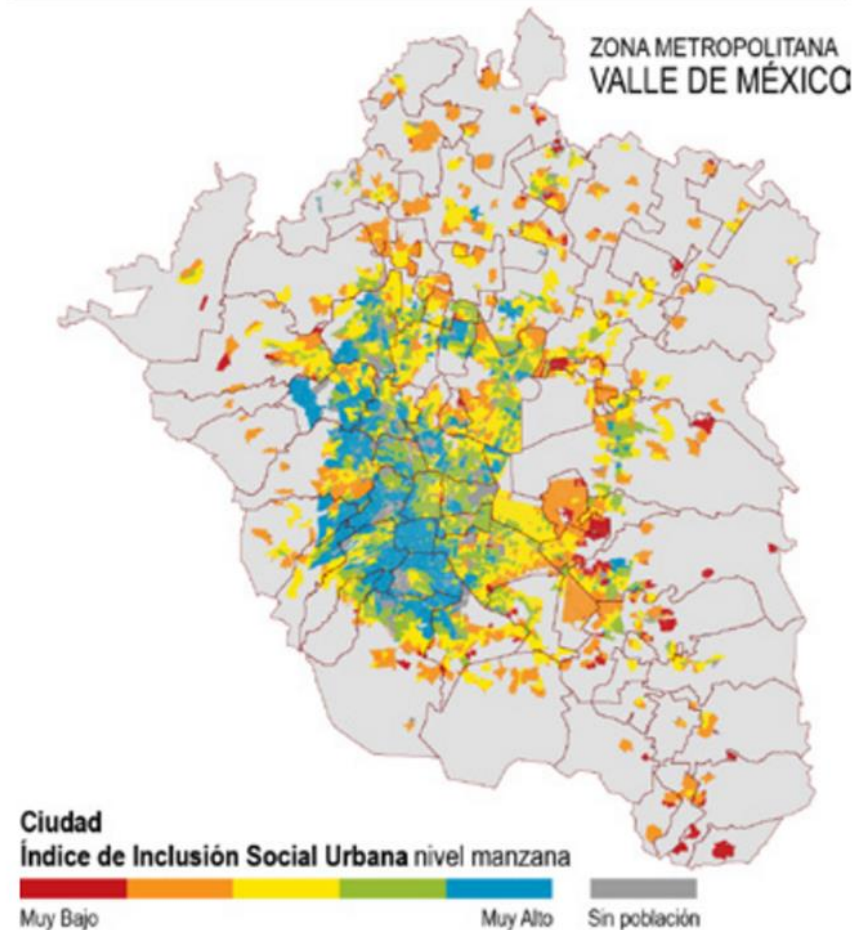 ZONA METROPOLITANA
VALLE DE MÉXICO
Ciudad
Índice de Inclusión Social Urbana nivel manzana
Muy Bajo Muy Alto Sin población